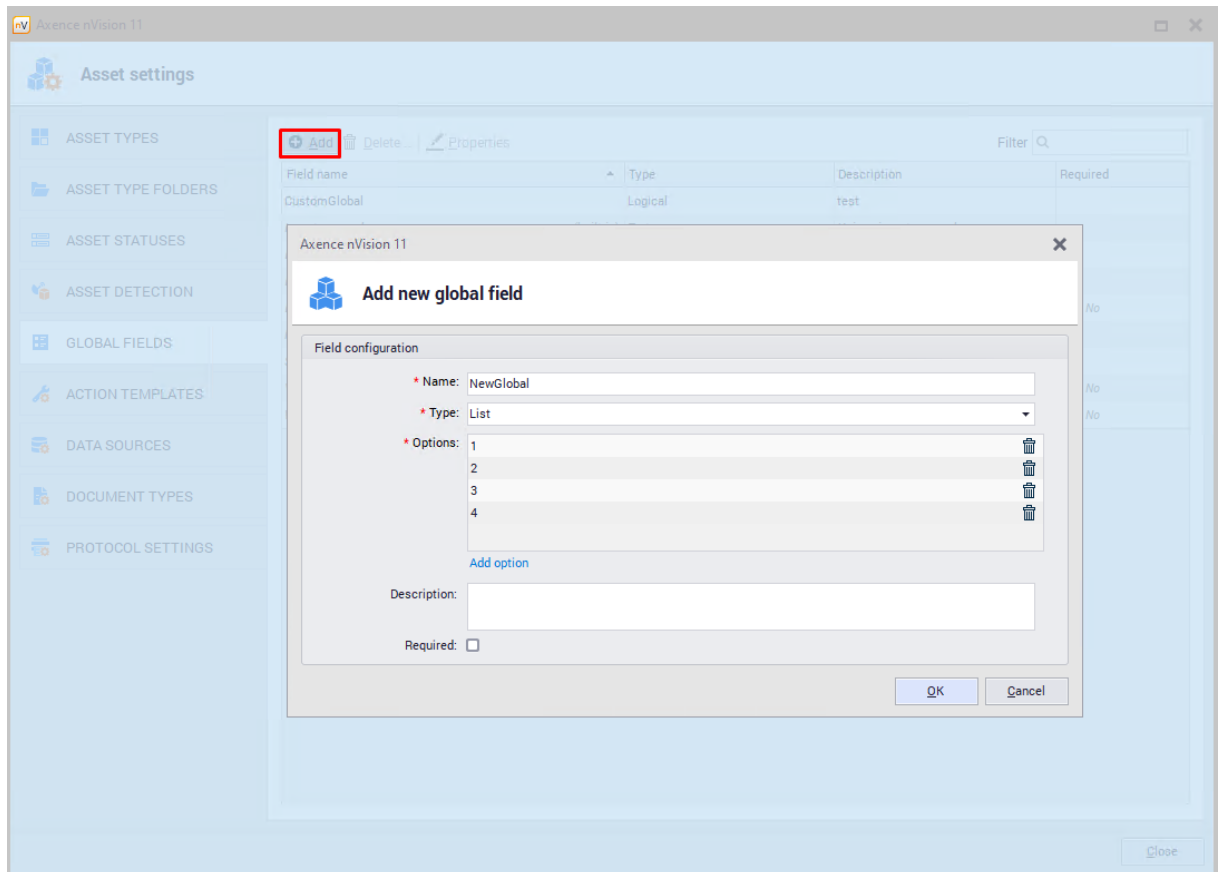 nV Axence nVision 11
Asset settings
ASSET TYPES
ASSET TYPE FOLDERS
ASSET STATUSES
ASSET DETECTION
GLOBAL FIELDS
ACTION TEMPLATES
DATA SOURCES
DOCUMENT TYPES
PROTOCOL SETTINGS
Add Delete... Properties Filter
Field name Type Description Required
CustomGlobal Logical test
No
No
No
Axence nVision 11
Add new global field
Field configuration
* Name: NewGlobal
* Type: List
* Options: 1
2
3
4
Add option
Description:
Required:
OK Cancel
Close